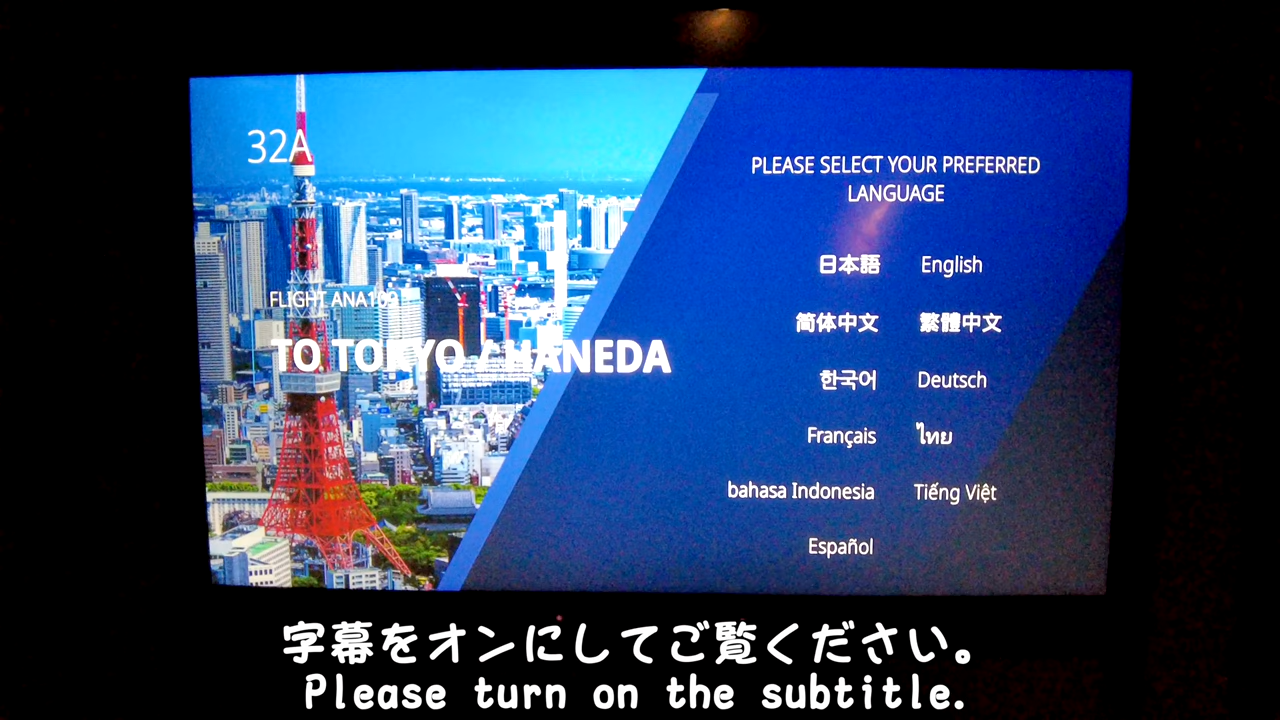 32A
FLIGHT ANA109
TO TOKYO / HANEDA
PLEASE SELECT YOUR PREFERRED
LANGUAGE
日本語 English
简体中文 繁體中文
한국어 Deutsch
Français ไทย
bahasa Indonesia Tiếng Việt
Español
字幕をオンにしてご覧ください。
Please turn on the subtitle.